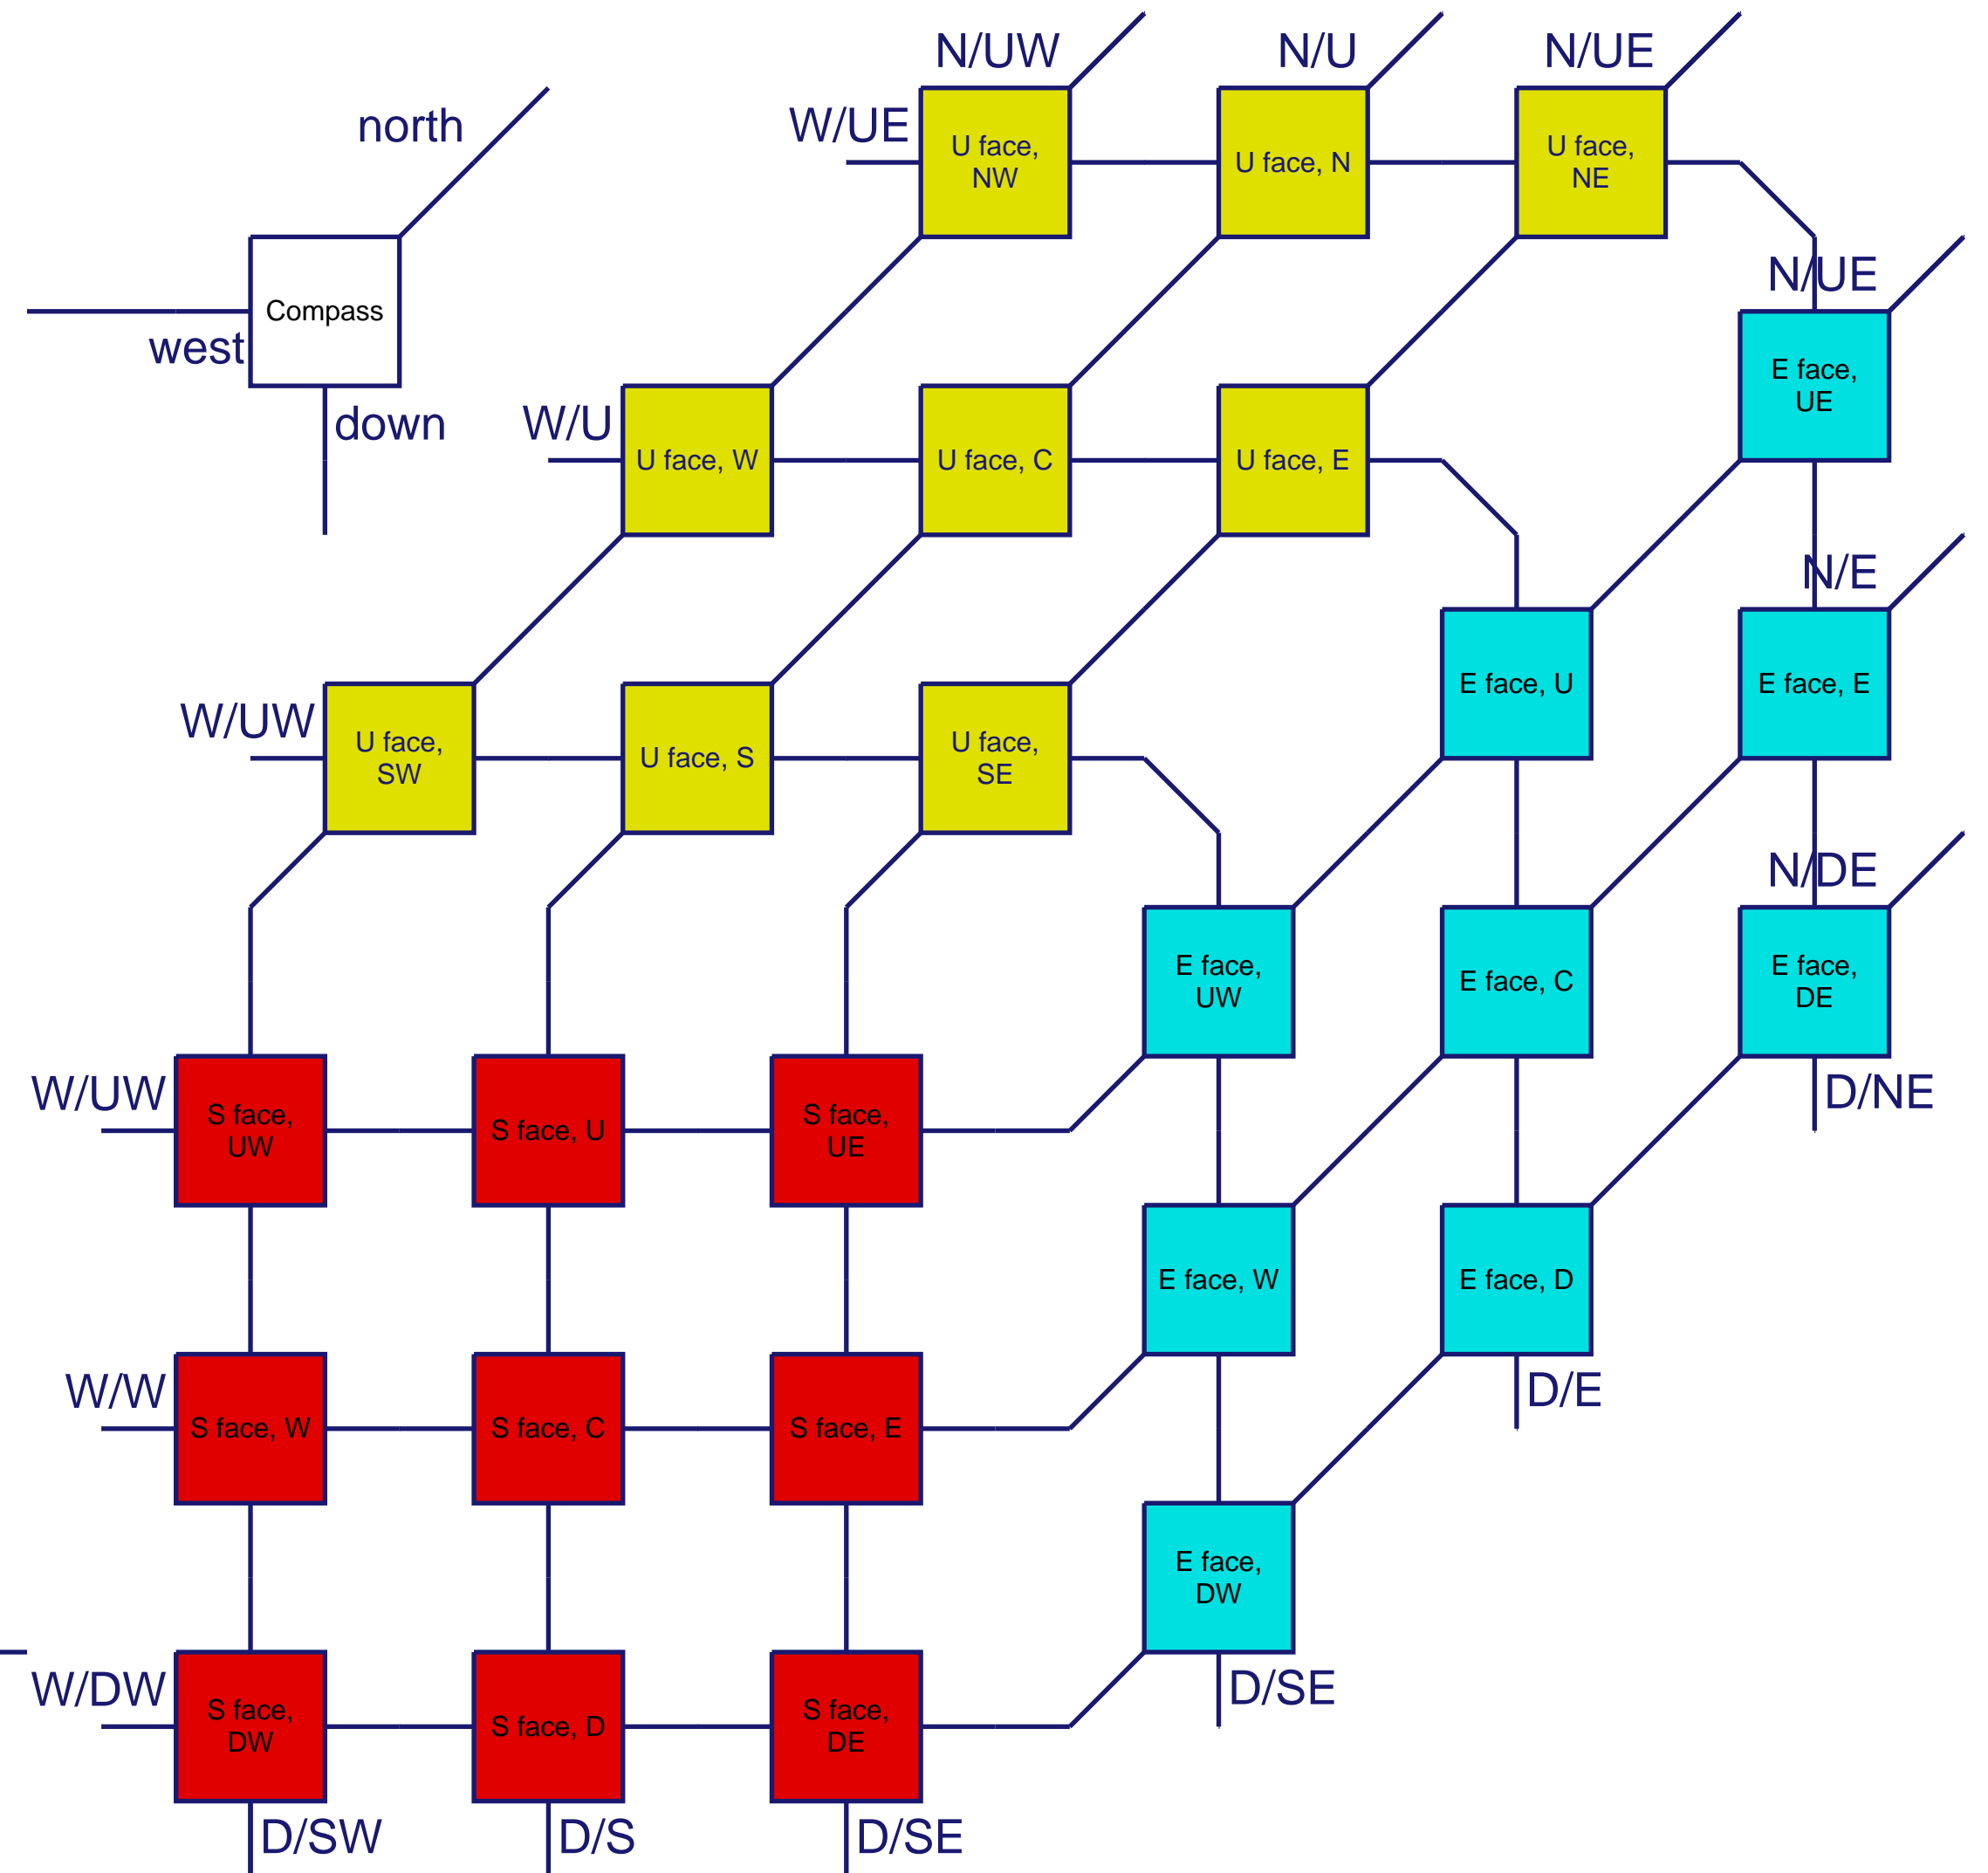 N/UW
N/U
N/UE
north
W/UE
U face,
NW
U face, N
U face,
NE
N/UE
Compass
west
E face,
UE
down
W/U
U face, W
U face, C
U face, E
N/E
E face, U
E face, E
W/UW
U face,
SW
U face, S
U face,
SE
N/DE
E face,
UW
E face, C
E face,
DE
W/UW
D/NE
S face,
UW
S face, U
S face,
UE
E face, W
E face, D
W/W
D/E
S face, W
S face, C
S face, E
E face,
DW
W/DW
D/SE
S face,
DW
S face, D
S face,
DE
D/SW
D/S
D/SE